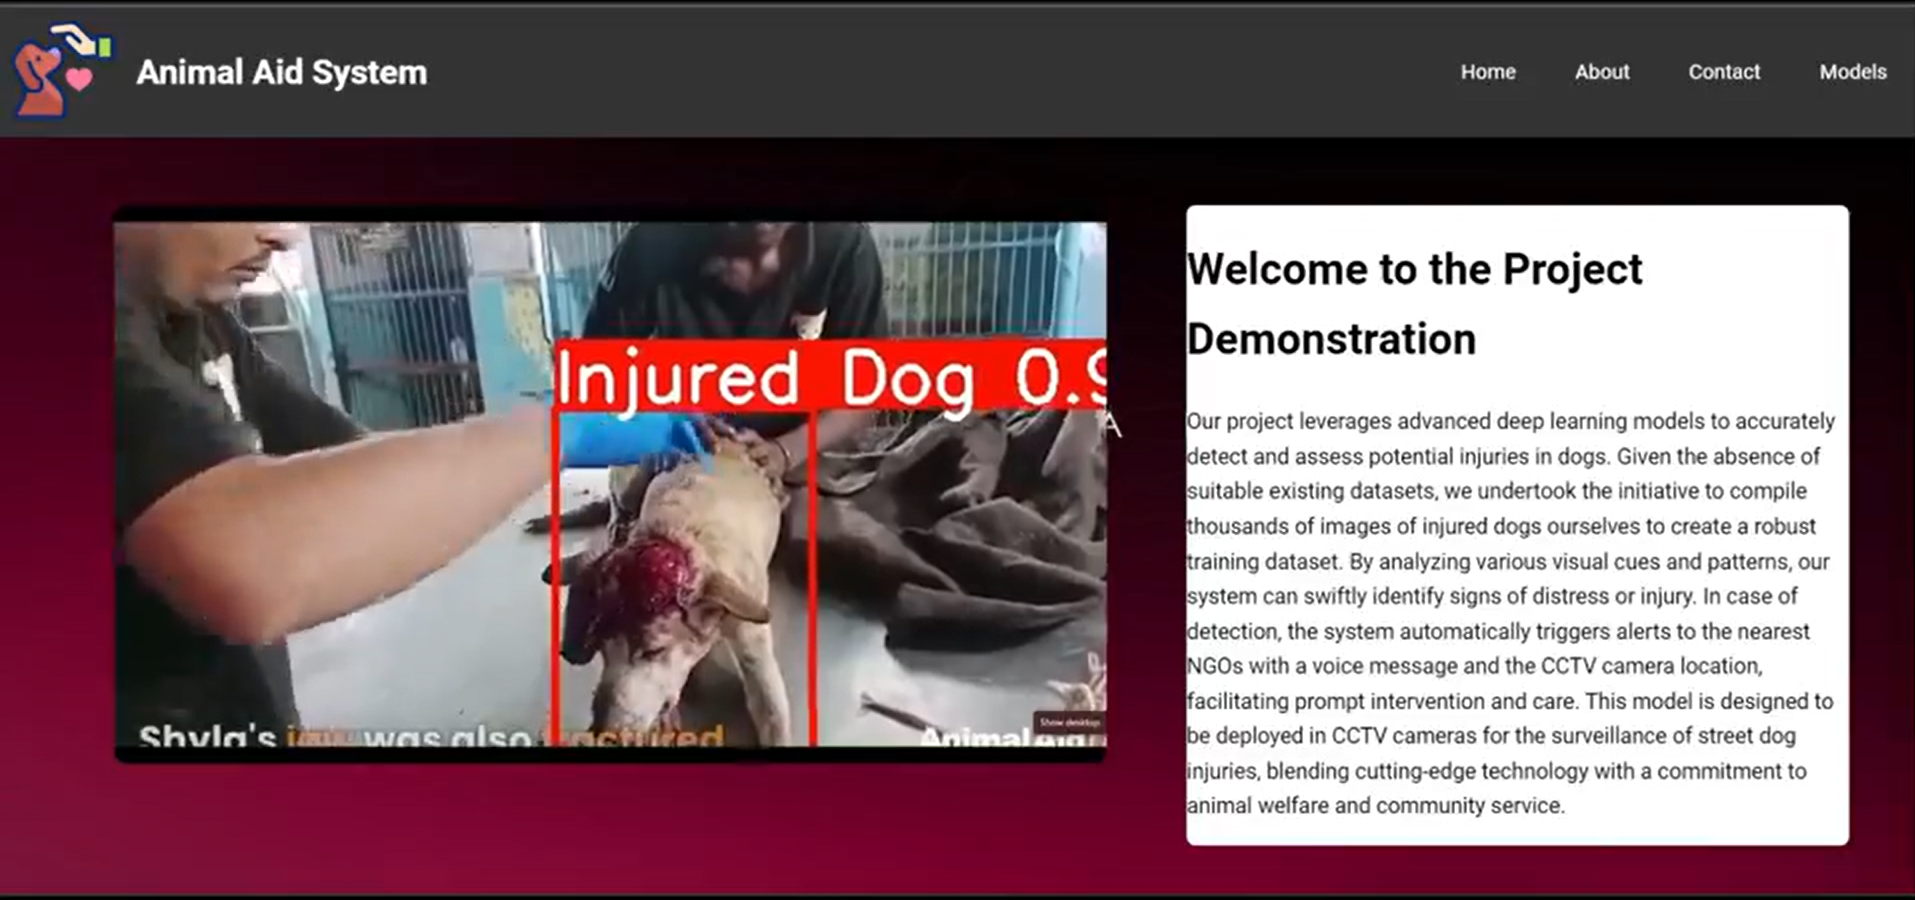 Animal Aid System
Home
About
Contact
Models
Injured Dog 0.9
Shyla's jaw was also fractured
Animal Aid
Show desktop
Welcome to the Project
Demonstration
Our project leverages advanced deep learning models to accurately
detect and assess potential injuries in dogs. Given the absence of
suitable existing datasets, we undertook the initiative to compile
thousands of images of injured dogs ourselves to create a robust
training dataset. By analyzing various visual cues and patterns, our
system can swiftly identify signs of distress or injury. In case of
detection, the system automatically triggers alerts to the nearest
NGOs with a voice message and the CCTV camera location,
facilitating prompt intervention and care. This model is designed to
be deployed in CCTV cameras for the surveillance of street dog
injuries, blending cutting-edge technology with a commitment to
animal welfare and community service.